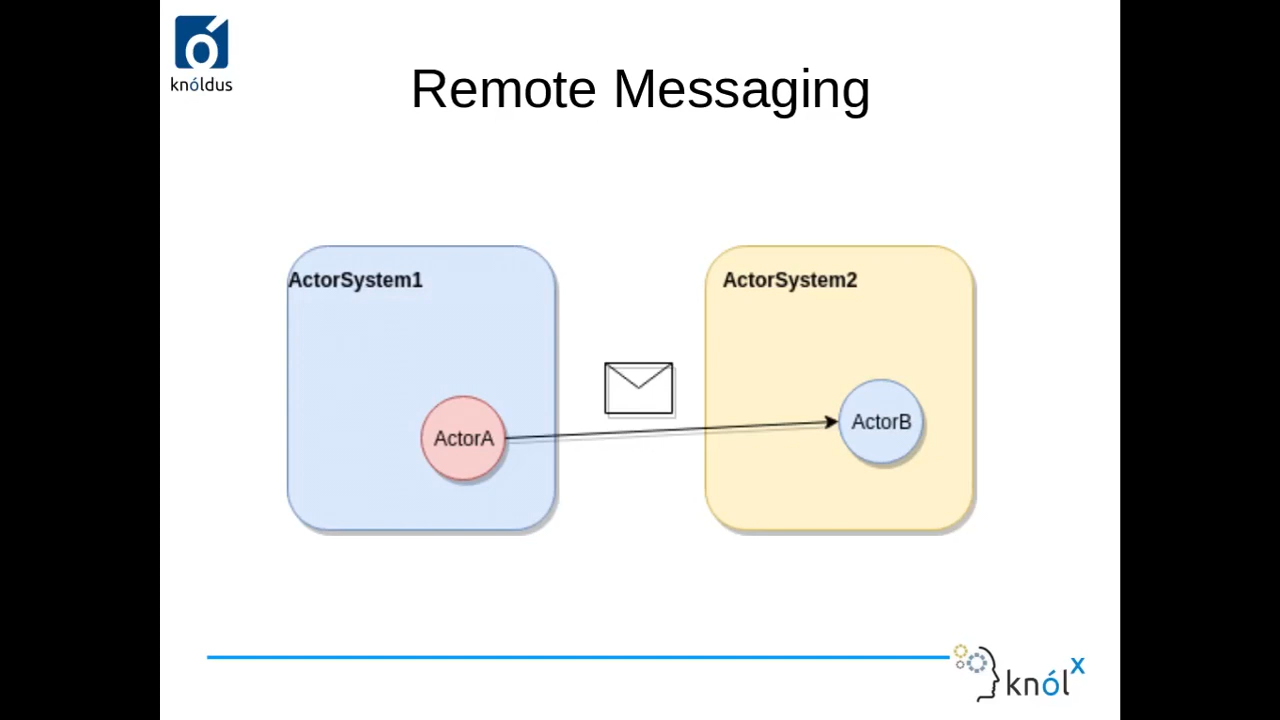 knóldus
Remote Messaging
ActorSystem1
ActorSystem2
ActorA
ActorB
knólx